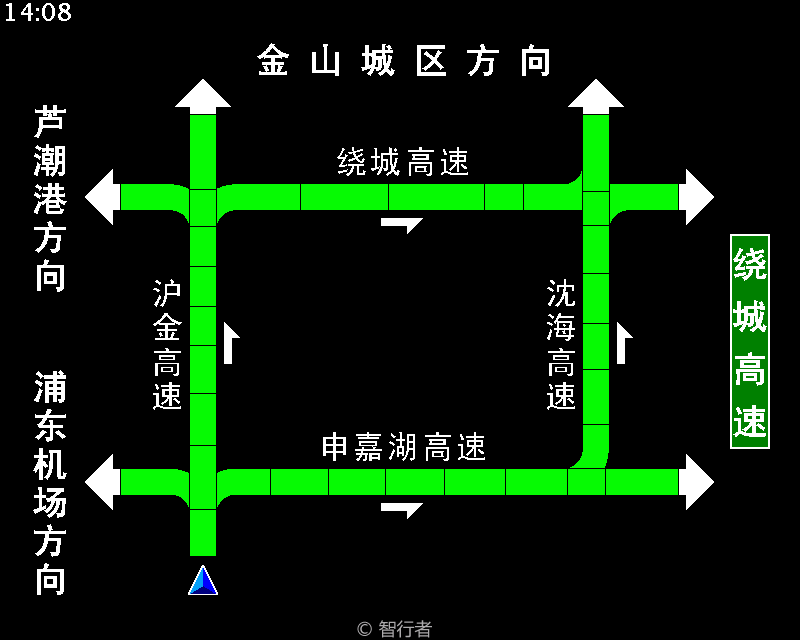 14:08
金山城区方向
芦潮港方向
绕城高速
绕城高速
沪金高速
沈海高速
浦东机场方向
申嘉湖高速
© 智行者